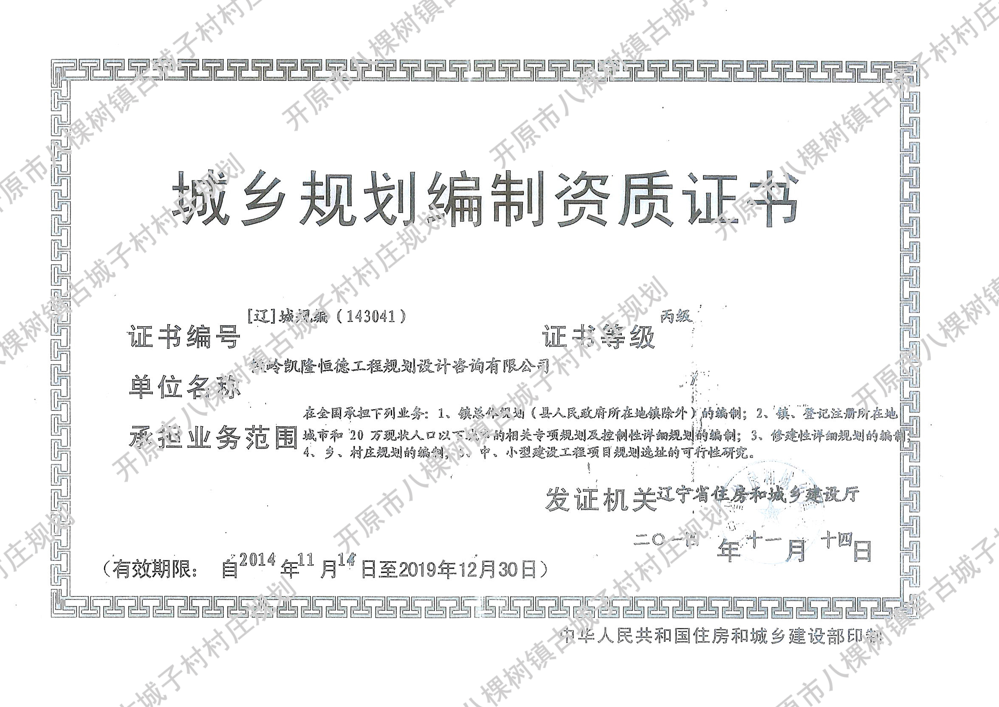 城乡规划编制资质证书
证书编号 [辽]城规编（143041）
证书等级 丙级
单位名称 铁岭凯隆恒德工程规划设计咨询有限公司
承担业务范围 在全国承担下列业务：1、镇总体规划（县人民政府所在地镇除外）的编制；2、镇、登记注册所在地
城市和 20 万现状人口以下城市的相关专项规划及控制性详细规划的编制；3、修建性详细规划的编制；
4、乡、村庄规划的编制；5、中、小型建设工程项目规划选址的可行性研究。
发证机关 辽宁省住房和城乡建设厅
二〇一四年十一月十四日
（有效期限： 自2014年11月14日至2019年12月30日）
中华人民共和国住房和城乡建设部印制
开原市八棵树镇古城子村村庄规划